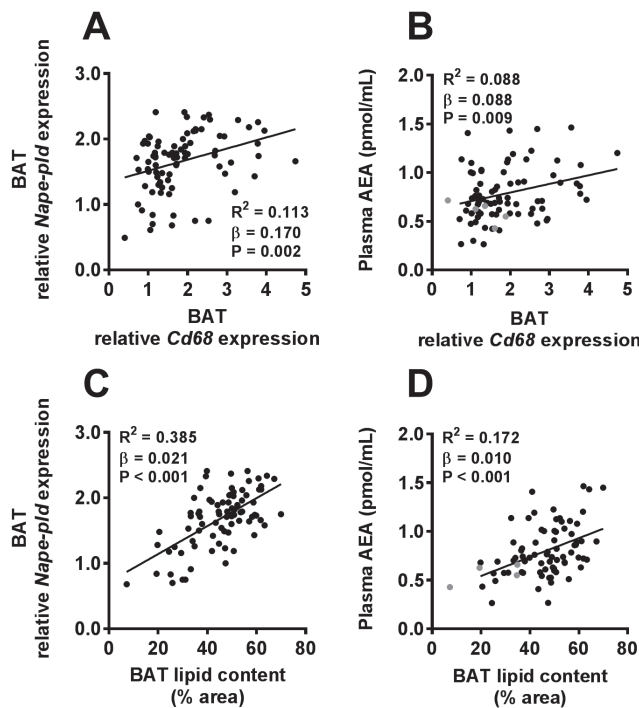 A
BAT
relative Nape-pld expression
3.0
2.0
1.0
0.0
R² = 0.113
β = 0.170
P = 0.002
0 1 2 3 4 5
BAT
relative Cd68 expression
B
Plasma AEA (pmol/mL)
2.0
1.5
1.0
0.5
0.0
R² = 0.088
β = 0.088
P = 0.009
0 1 2 3 4 5
BAT
relative Cd68 expression
C
BAT
relative Nape-pld expression
3.0
2.0
1.0
0.0
R² = 0.385
β = 0.021
P < 0.001
0 20 40 60 80
BAT lipid content
(% area)
D
Plasma AEA (pmol/mL)
2.0
1.5
1.0
0.5
0.0
R² = 0.172
β = 0.010
P < 0.001
0 20 40 60 80
BAT lipid content
(% area)